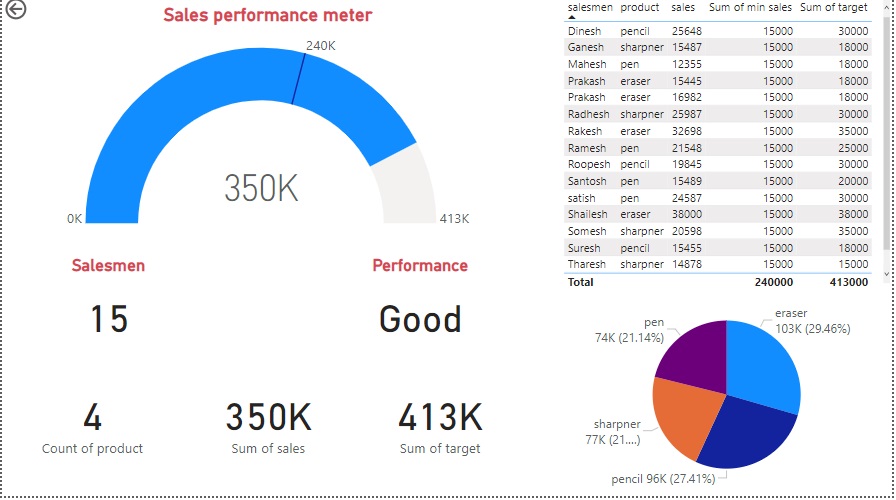 Sales performance meter
240K
350K
0K
413K
Salesmen
Performance
15
Good
4
350K
413K
Count of product
Sum of sales
Sum of target
salesmen product sales Sum of min sales Sum of target
Dinesh pencil 25648 15000 30000
Ganesh sharpner 15487 15000 18000
Mahesh pen 12355 15000 18000
Prakash eraser 15445 15000 18000
Prakash eraser 16982 15000 18000
Radhesh sharpner 25987 15000 30000
Rakesh eraser 32698 15000 35000
Ramesh pen 21548 15000 25000
Roopesh pencil 19845 15000 30000
Santosh pen 15489 15000 20000
satish pen 24587 15000 30000
Shailesh eraser 38000 15000 38000
Somesh sharpner 20598 15000 35000
Suresh pencil 15455 15000 18000
Tharesh sharpner 14878 15000 15000
Total 240000 413000
eraser
103K (29.46%)
pen
74K (21.14%)
sharpner
77K (21....)
pencil 96K (27.41%)